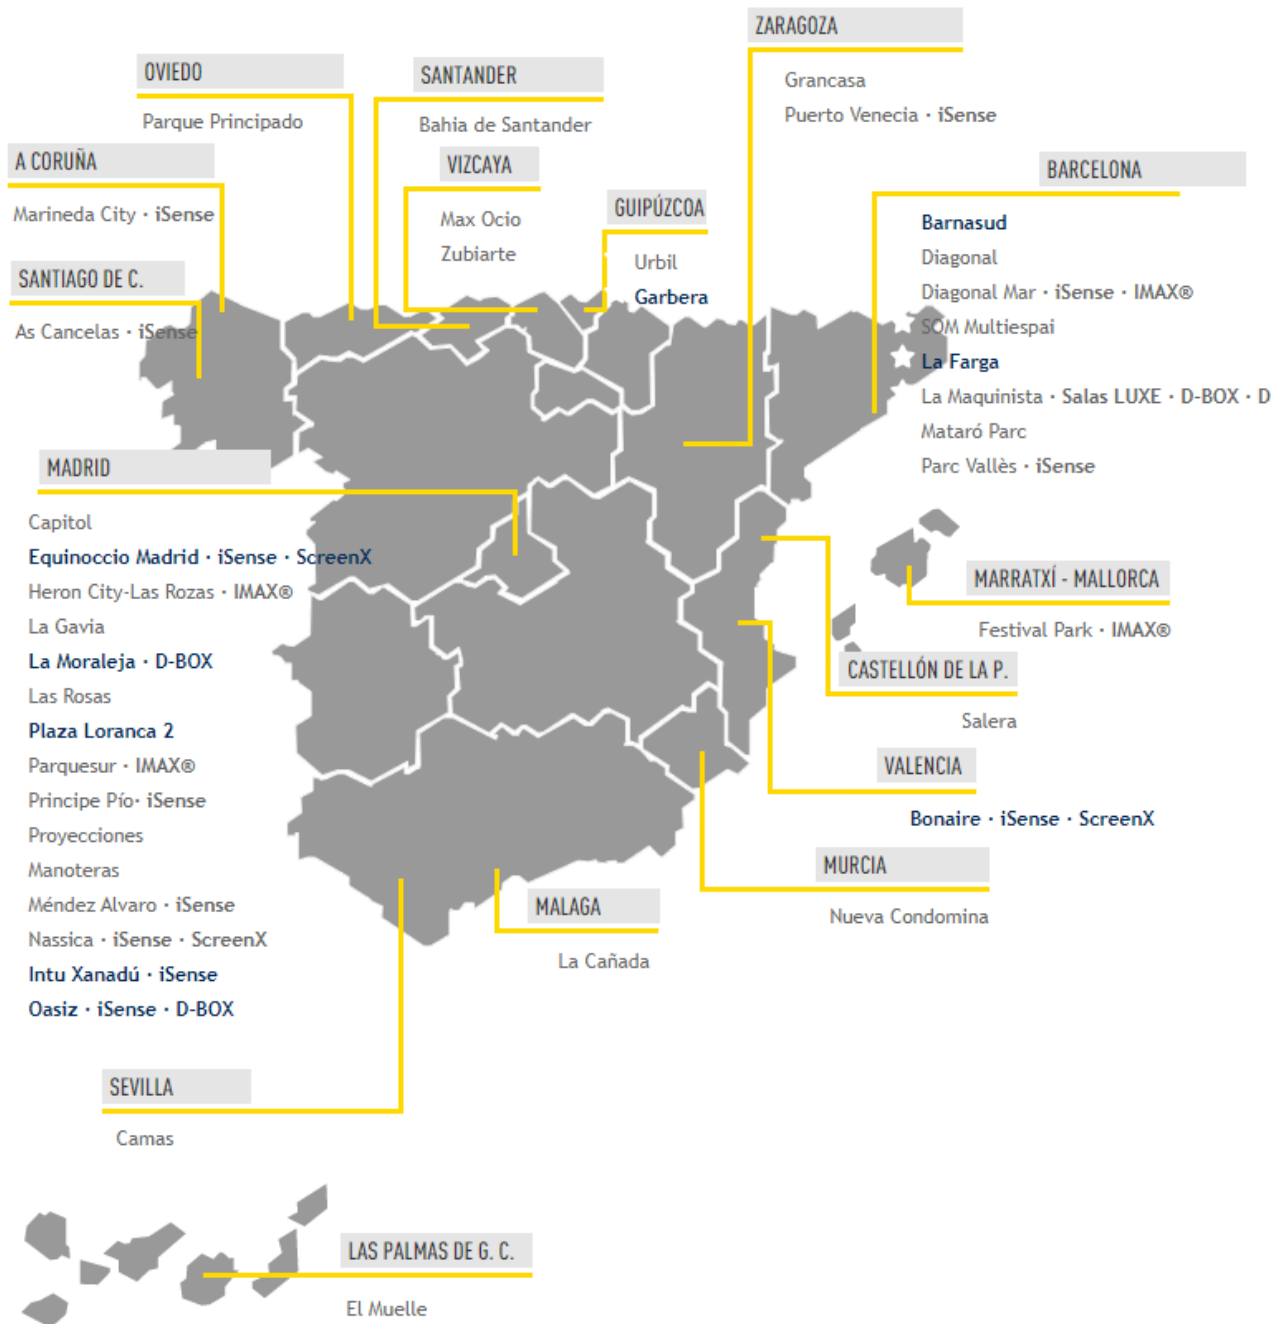 ZARAGOZA
Grancasa
Puerto Venecia · iSense
OVIEDO
Parque Principado
SANTANDER
Bahia de Santander
A CORUÑA
Marineda City · iSense
VIZCAYA
Max Ocio
Zubiarte
GUIPÚZCOA
Urbil
Garbera
BARCELONA
Barnasud
Diagonal
Diagonal Mar · iSense · IMAX®
SOM Multiespai
La Farga
La Maquinista · Salas LUXE · D-BOX · D
Mataró Parc
Parc Vallès · iSense
SANTIAGO DE C.
As Cancelas · iSense
MADRID
Capitol
Equinoccio Madrid · iSense · ScreenX
Heron City-Las Rozas · IMAX®
La Gavia
La Moraleja · D-BOX
Las Rosas
Plaza Loranca 2
Parquesur · IMAX®
Principe Pío· iSense
Proyecciones
Manoteras
Méndez Alvaro · iSense
Nassica · iSense · ScreenX
Intu Xanadú · iSense
Oasiz · iSense · D-BOX
MARRATXÍ - MALLORCA
Festival Park · IMAX®
CASTELLÓN DE LA P.
Salera
VALENCIA
Bonaire · iSense · ScreenX
MURCIA
Nueva Condomina
MALAGA
La Cañada
SEVILLA
Camas
LAS PALMAS DE G. C.
El Muelle